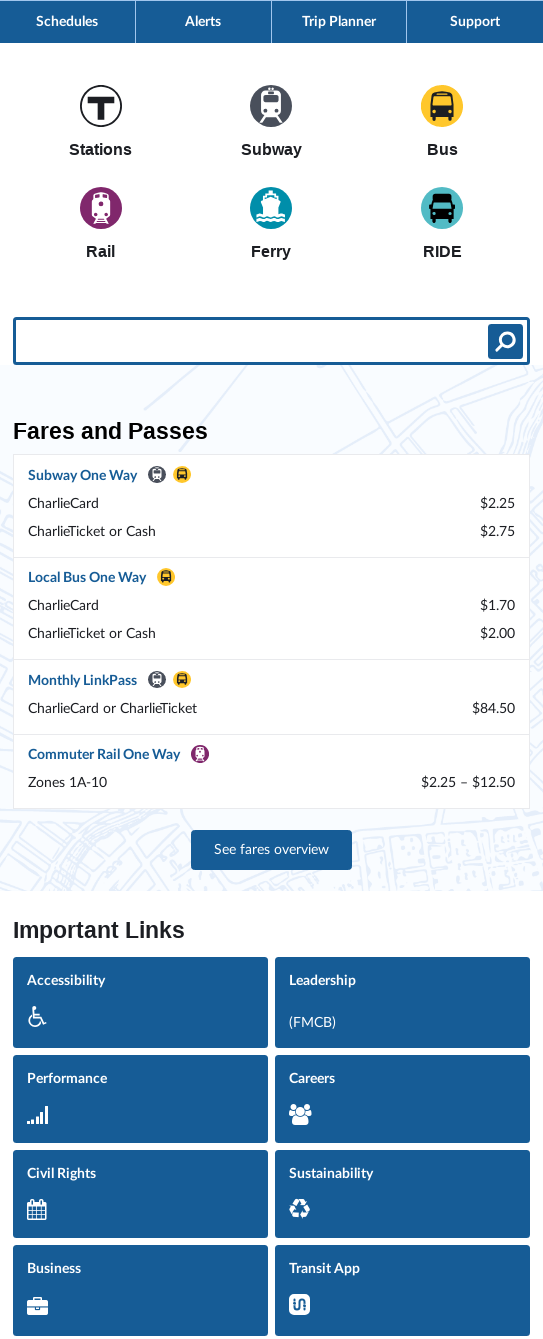 Schedules
Alerts
Trip Planner
Support
T
Stations
Subway
Bus
Rail
Ferry
RIDE
Fares and Passes
Subway One Way
CharlieCard $2.25
CharlieTicket or Cash $2.75
Local Bus One Way
CharlieCard $1.70
CharlieTicket or Cash $2.00
Monthly LinkPass
CharlieCard or CharlieTicket $84.50
Commuter Rail One Way
Zones 1A-10 $2.25 – $12.50
See fares overview
Important Links
Accessibility
Leadership
(FMCB)
Performance
Careers
Civil Rights
Sustainability
Business
Transit App